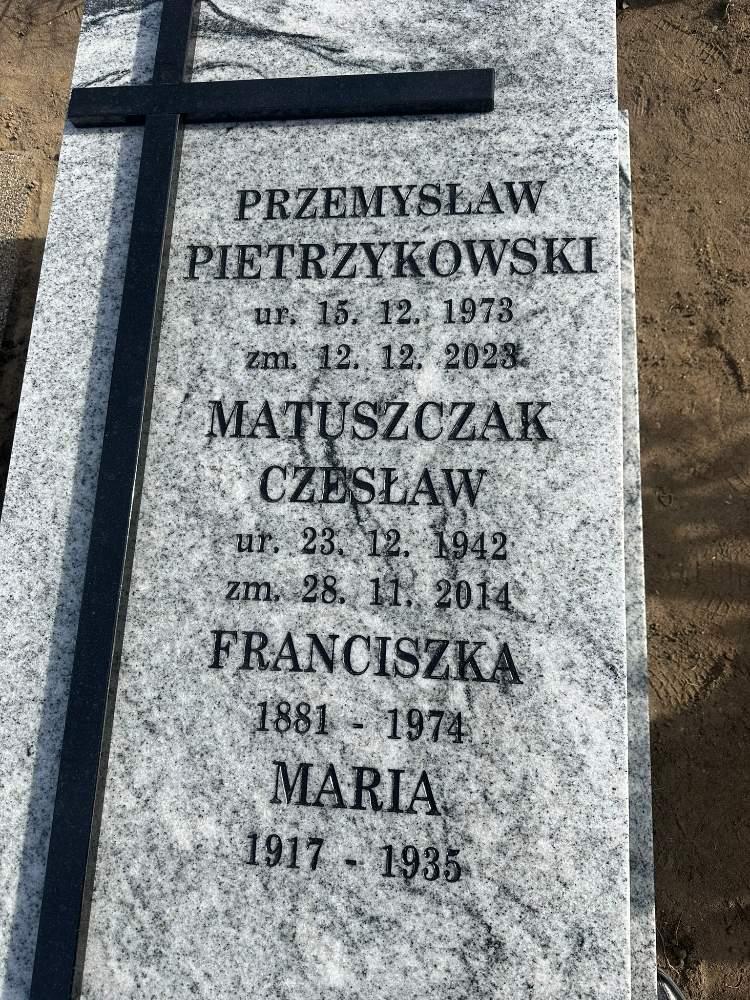 PRZEMYSŁAW
PIETRZYKOWSKI
ur. 15. 12. 1973
zm. 12. 12. 2023
MATUSZCZAK
CZESŁAW
ur. 23. 12. 1942
zm. 28. 11. 2014
FRANCISZKA
1881 - 1974
MARIA
1917 - 1935